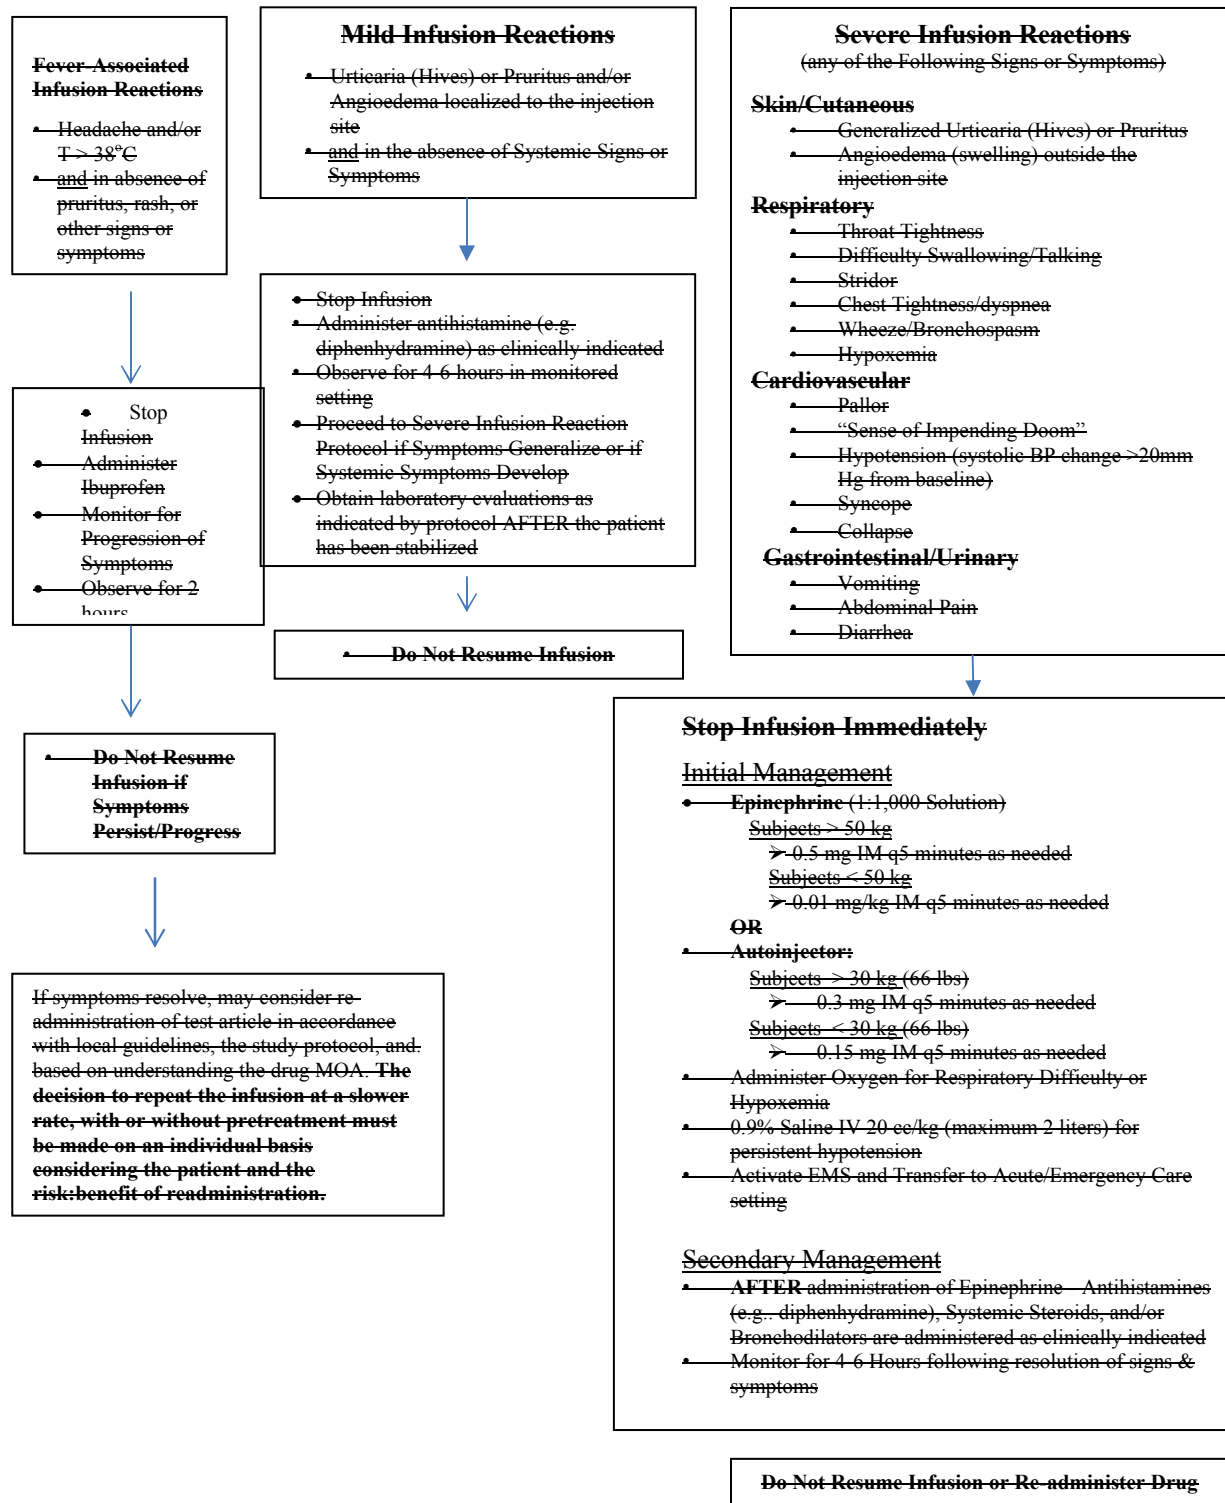 Fever-Associated
Infusion Reactions
• Headache and/or
T > 38°C
• and in absence of
pruritus, rash, or
other signs or
symptoms
• Stop
Infusion
• Administer
Ibuprofen
• Monitor for
Progression of
Symptoms
• Observe for 2
hours
• Do Not Resume
Infusion if
Symptoms
Persist/Progress
If symptoms resolve, may consider re-
administration of test article in accordance
with local guidelines, the study protocol, and.
based on understanding the drug MOA. The
decision to repeat the infusion at a slower
rate, with or without pretreatment must
be made on an individual basis
considering the patient and the
risk:benefit of readministration.
Mild Infusion Reactions
• Urticaria (Hives) or Pruritus and/or
Angioedema localized to the injection
site
• and in the absence of Systemic Signs or
Symptoms
• Stop Infusion
• Administer antihistamine (e.g.
diphenhydramine) as clinically indicated
• Observe for 4-6 hours in monitored
setting
• Proceed to Severe Infusion Reaction
Protocol if Symptoms Generalize or if
Systemic Symptoms Develop
• Obtain laboratory evaluations as
indicated by protocol AFTER the patient
has been stabilized
• Do Not Resume Infusion
Severe Infusion Reactions
(any of the Following Signs or Symptoms)
Skin/Cutaneous
• Generalized Urticaria (Hives) or Pruritus
• Angioedema (swelling) outside the
injection site
Respiratory
• Throat Tightness
• Difficulty Swallowing/Talking
• Stridor
• Chest Tightness/dyspnea
• Wheeze/Bronchospasm
• Hypoxemia
Cardiovascular
• Pallor
• “Sense of Impending Doom”
• Hypotension (systolic BP change >20mm
Hg from baseline)
• Syncope
• Collapse
Gastrointestinal/Urinary
• Vomiting
• Abdominal Pain
• Diarrhea
Stop Infusion Immediately
Initial Management
• Epinephrine (1:1,000 Solution)
Subjects > 50 kg
➢ 0.5 mg IM q5 minutes as needed
Subjects < 50 kg
➢ 0.01 mg/kg IM q5 minutes as needed
OR
• Autoinjector:
Subjects > 30 kg (66 lbs)
➢ 0.3 mg IM q5 minutes as needed
Subjects < 30 kg (66 lbs)
➢ 0.15 mg IM q5 minutes as needed
• Administer Oxygen for Respiratory Difficulty or
Hypoxemia
• 0.9% Saline IV 20 cc/kg (maximum 2 liters) for
persistent hypotension
• Activate EMS and Transfer to Acute/Emergency Care
setting
Secondary Management
• AFTER administration of Epinephrine - Antihistamines
(e.g.. diphenhydramine), Systemic Steroids, and/or
Bronchodilators are administered as clinically indicated
• Monitor for 4-6 Hours following resolution of signs &
symptoms
Do Not Resume Infusion or Re-administer Drug